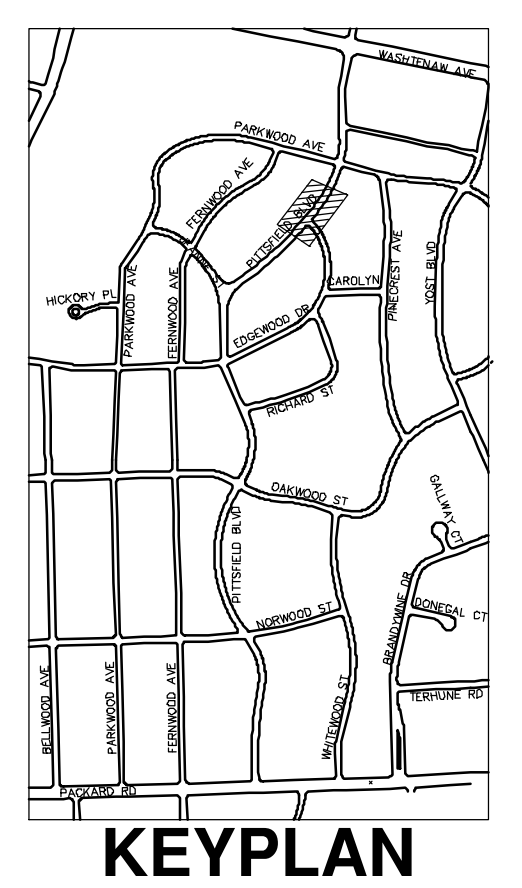 WASHTENAW AVE
PARKWOOD AVE
FERNWOOD AVE
PITTSFIELD BLVD
PINECREST AVE
YOST BLVD
CAROLYN
HICKORY PL
PARKWOOD AVE
FERNWOOD AVE
EDGEWOOD DR
RICHARD ST
OAKWOOD ST
GALLWAY CT
PITTSFIELD BLVD
NORWOOD ST
BRANDYWINE DR
DONEGAL CT
BELLWOOD AVE
PARKWOOD AVE
FERNWOOD AVE
WHITEWOOD ST
TERHUNE RD
PACKARD RD
KEYPLAN